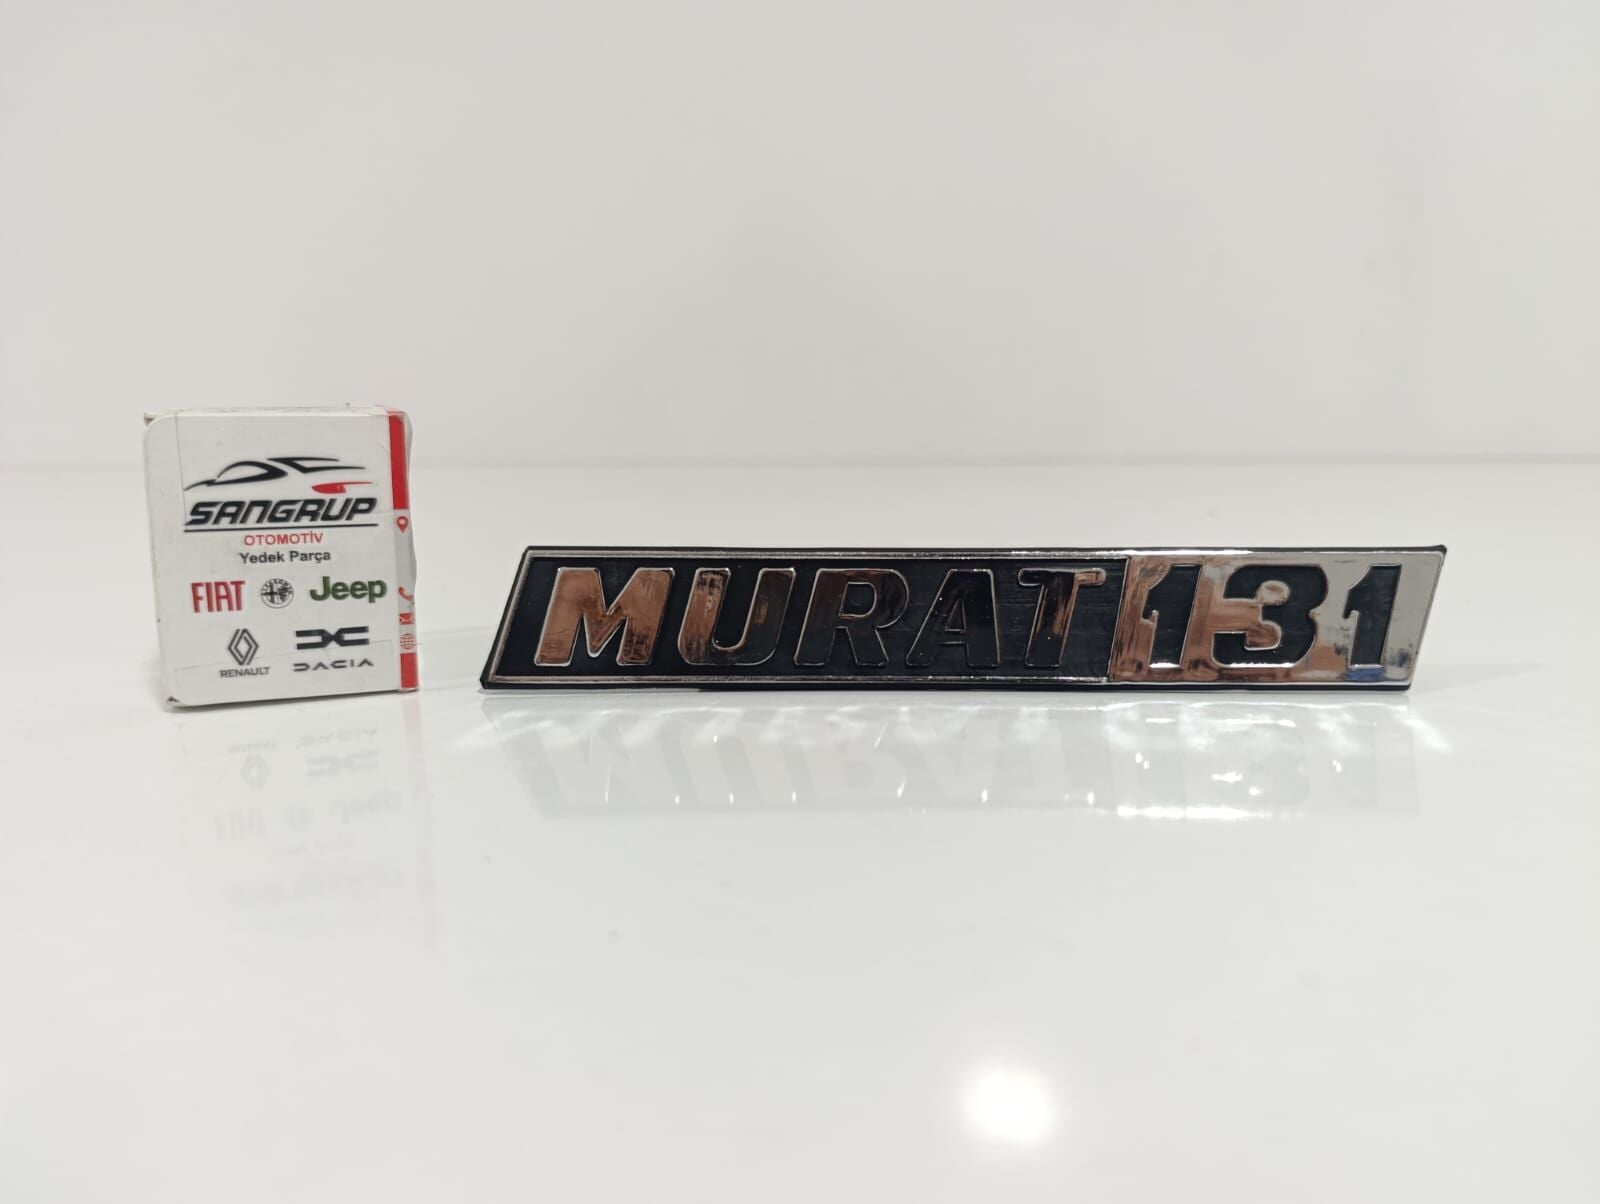 SANGRUP
OTOMOTİV
Yedek Parça
FIAT Jeep
RENAULT DACIA
MURAT 131